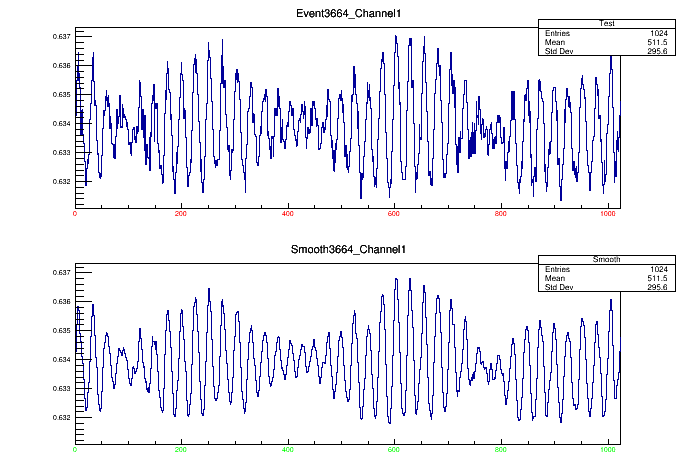 Event3664_Channel1
Test
Entries 1024
Mean 511.5
Std Dev 295.6
0.637
0.636
0.635
0.634
0.633
0.632
0 200 400 600 800 1000
Smooth3664_Channel1
Smooth
Entries 1024
Mean 511.5
Std Dev 295.6
0.637
0.636
0.635
0.634
0.633
0.632
0 200 400 600 800 1000